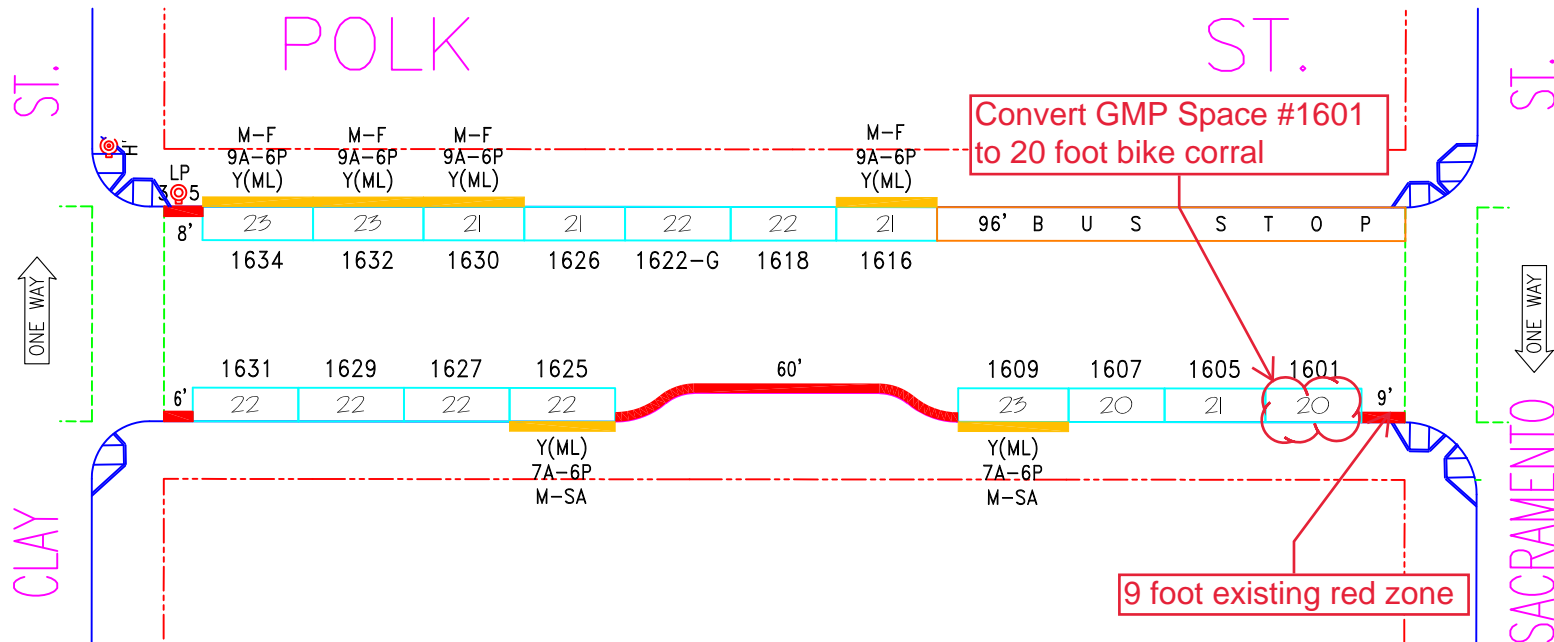 POLK ST.
ST.
ST.
Convert GMP Space #1601
to 20 foot bike corral
M-F
9A-6P
Y(ML)
M-F
9A-6P
Y(ML)
M-F
9A-6P
Y(ML)
M-F
9A-6P
Y(ML)
H
LP
3 5
8'
23 23 21 21 22 22 21
96' BUS STOP
1634 1632 1630 1626 1622-G 1618 1616
ONE WAY
ONE WAY
1631 1629 1627 1625
60'
1609 1607 1605 1601
6'
22 22 22 22
23 20 21 20
9'
Y(ML)
7A-6P
M-SA
Y(ML)
7A-6P
M-SA
CLAY
SACRAMENTO
9 foot existing red zone